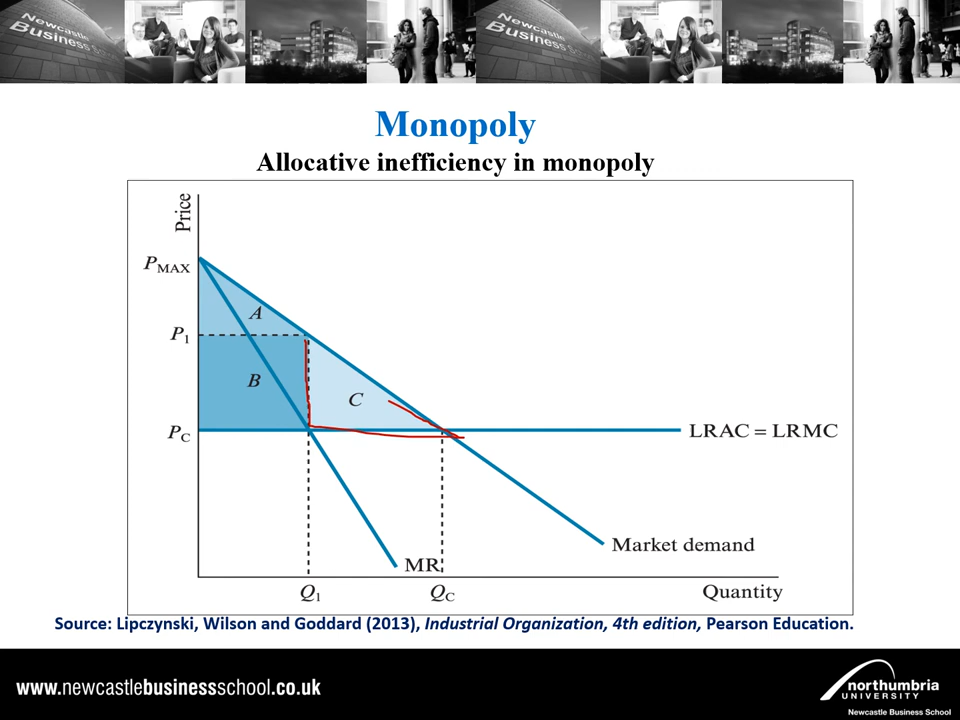 Newcastle
Business S
Newcastle
Business S
Monopoly
Allocative inefficiency in monopoly
Price
PMAX
A
P1
B
C
PC
LRAC = LRMC
Market demand
MR
Q1
QC
Quantity
Source: Lipczynski, Wilson and Goddard (2013), Industrial Organization, 4th edition, Pearson Education.
www.newcastlebusinessschool.co.uk
northumbria
UNIVERSITY
Newcastle Business School